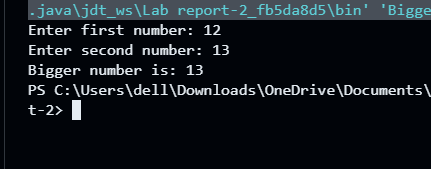 .java\jdt_ws\Lab report-2_fb5da8d5\bin' 'Bigge
Enter first number: 12
Enter second number: 13
Bigger number is: 13
PS C:\Users\dell\Downloads\OneDrive\Documents\
t-2>